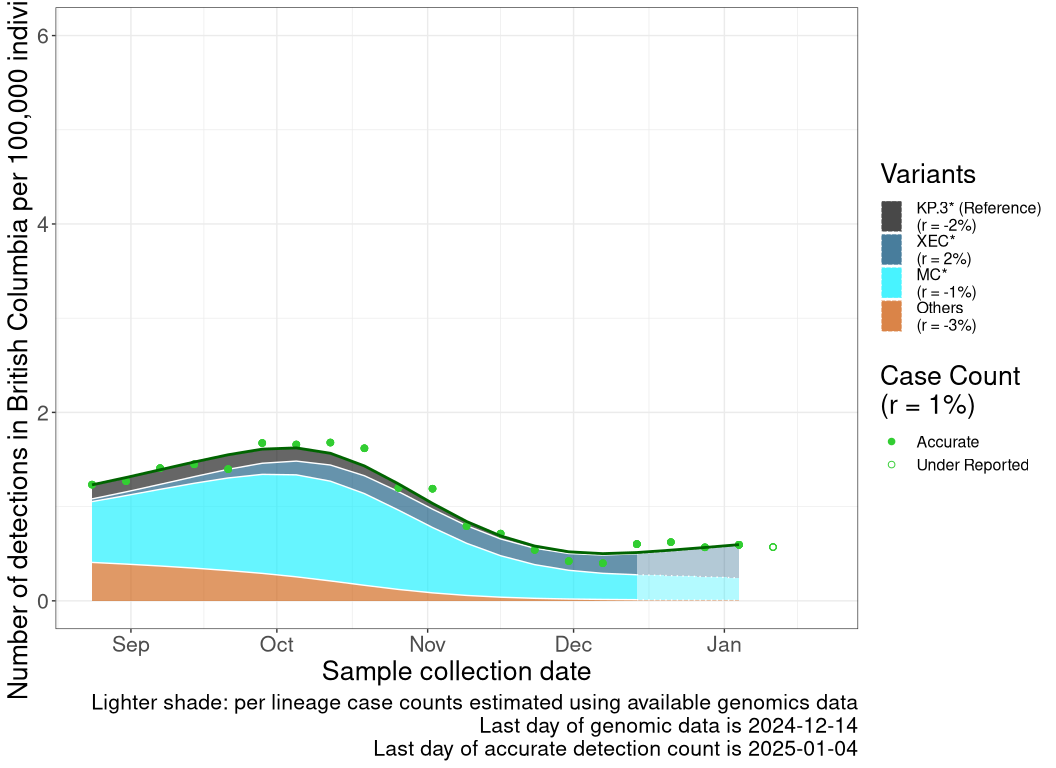 Number of detections in British Columbia per 100,000
6
4
2
0
Sep
Oct
Nov
Dec
Jan
Sample collection date
Lighter shade: per lineage case counts estimated using available genomics data
Last day of genomic data is 2024-12-14
Last day of accurate detection count is 2025-01-04
Variants
KP.3* (Reference)
(r = -2%)
XEC*
(r = 2%)
MC*
(r = -1%)
Others
(r = -3%)
Case Count
(r = 1%)
Accurate
Under Reported